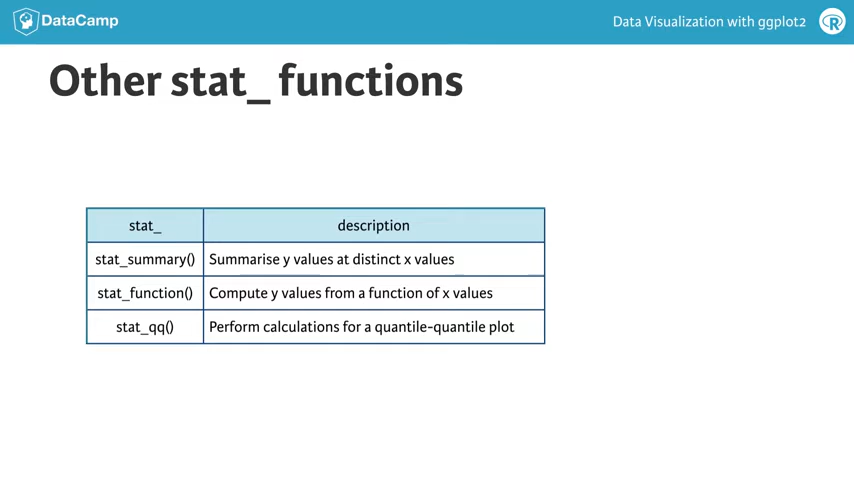 DataCamp
Data Visualization with ggplot2
R
Other stat_ functions
stat_ description
stat_summary() Summarise y values at distinct x values
stat_function() Compute y values from a function of x values
stat_qq() Perform calculations for a quantile-quantile plot